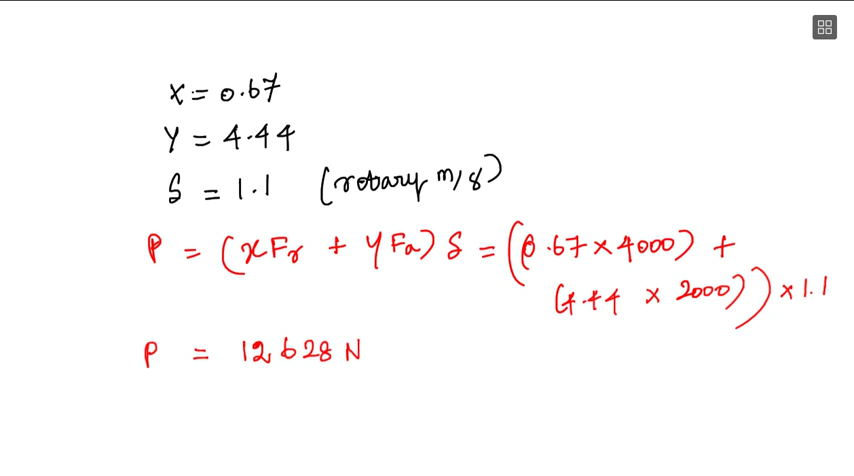 X = 0.67
Y = 4.44
S = 1.1 (rotary m/s)
P = (xFr + yFa) S = ((0.67 x 4000) +
(4.44 x 2000)) x 1.1
P = 12628 N